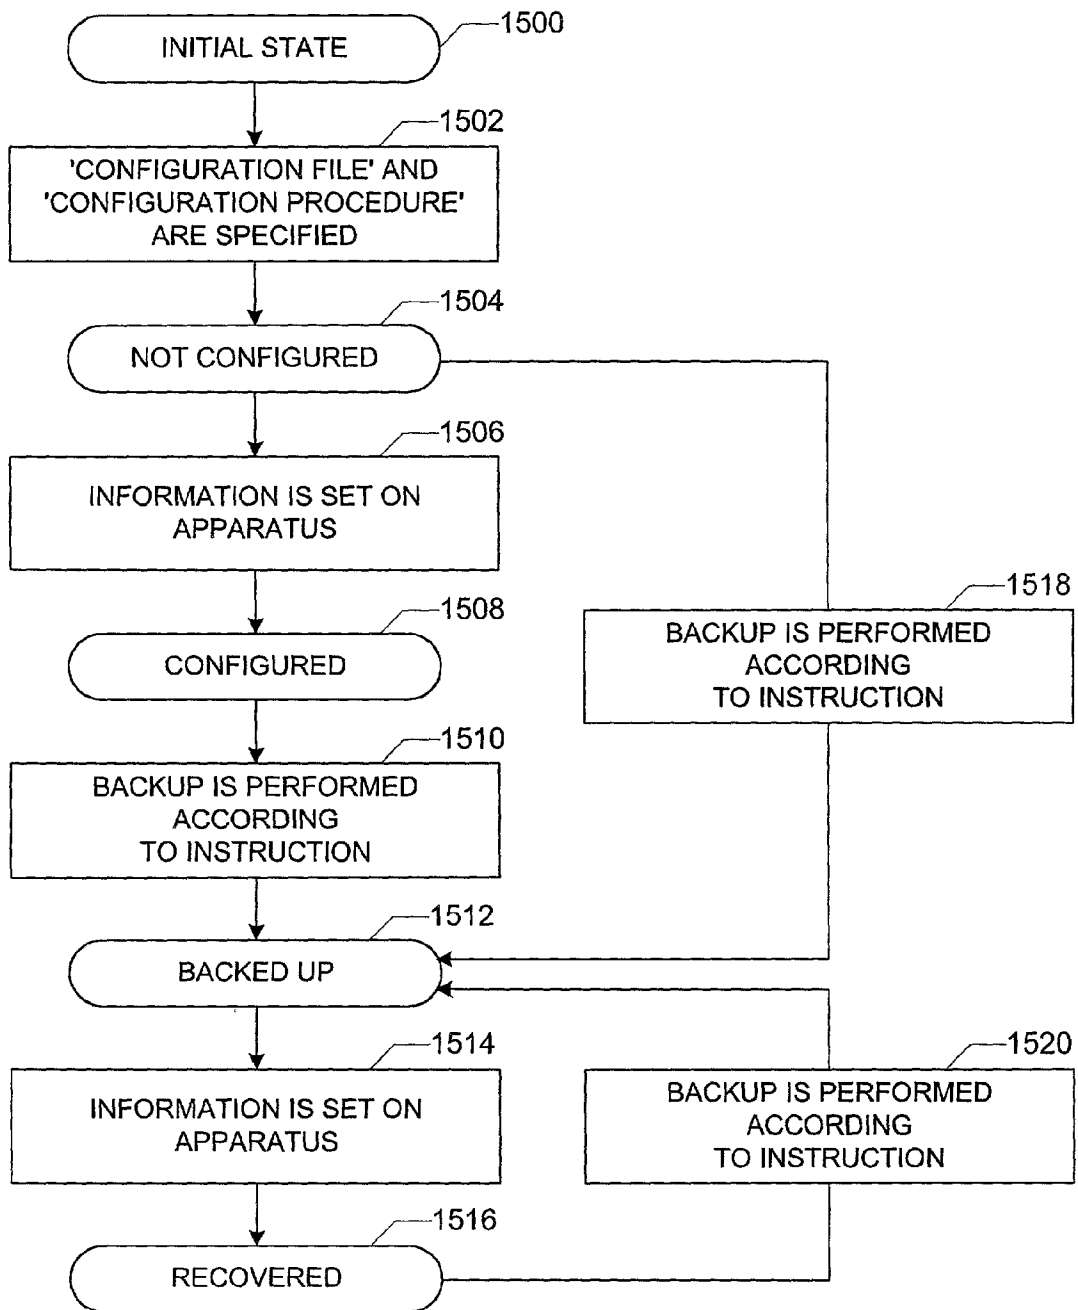 1500
INITIAL STATE
1502
'CONFIGURATION FILE' AND
'CONFIGURATION PROCEDURE'
ARE SPECIFIED
1504
NOT CONFIGURED
1506
INFORMATION IS SET ON
APPARATUS
1508
CONFIGURED
1518
BACKUP IS PERFORMED
ACCORDING
TO INSTRUCTION
1510
BACKUP IS PERFORMED
ACCORDING
TO INSTRUCTION
1512
BACKED UP
1514
INFORMATION IS SET ON
APPARATUS
1520
BACKUP IS PERFORMED
ACCORDING
TO INSTRUCTION
1516
RECOVERED